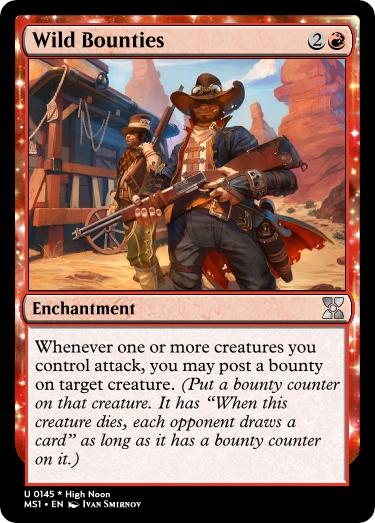 Wild Bounties 2
Enchantment
Whenever one or more creatures you
control attack, you may post a bounty
on target creature. (Put a bounty counter
on that creature. It has “When this
creature dies, each opponent draws a
card” as long as it has a bounty counter
on it.)
U 0145 * High Noon
MS1 • EN Ivan Smirnov